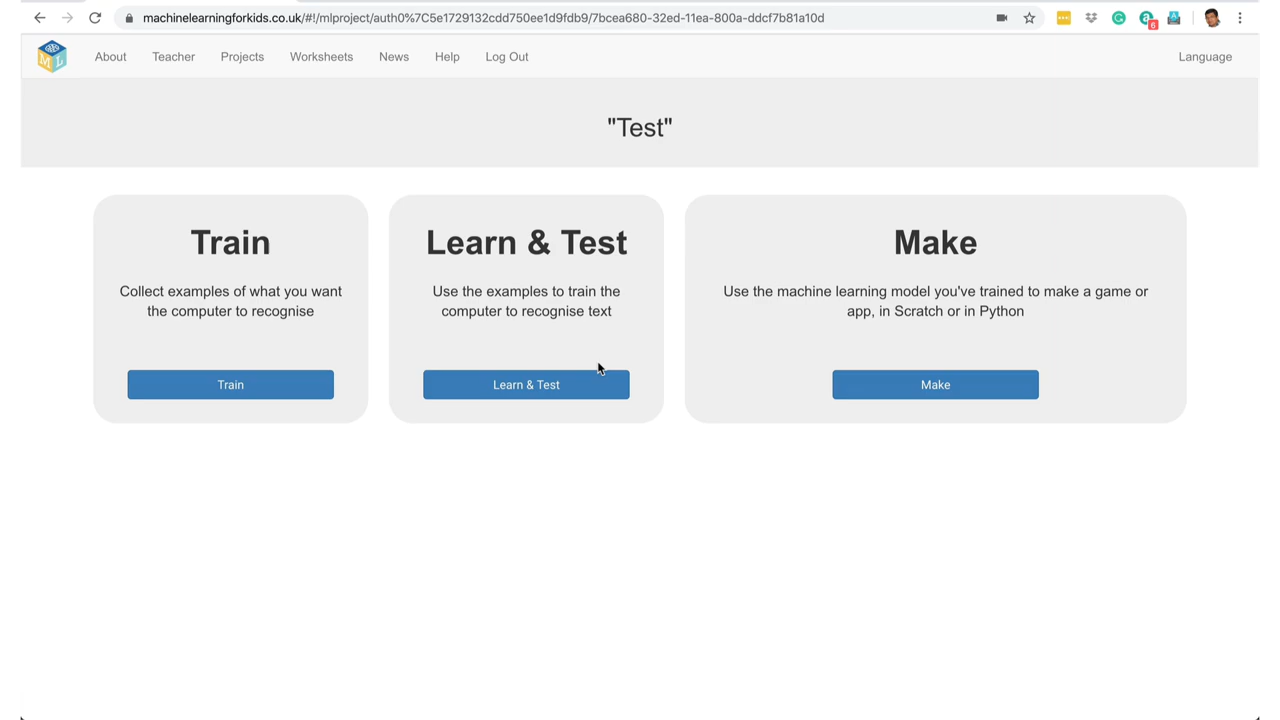 machinelearningforkids.co.uk/#!/mlproject/auth0%7C5e1729132cdd750ee1d9fdb9/7bcea680-32ed-11ea-800a-ddcf7b81a10d
6
ML About Teacher Projects Worksheets News Help Log Out Language
"Test"
Train
Collect examples of what you want
the computer to recognise
Train
Learn & Test
Use the examples to train the
computer to recognise text
Learn & Test
Make
Use the machine learning model you've trained to make a game or
app, in Scratch or in Python
Make